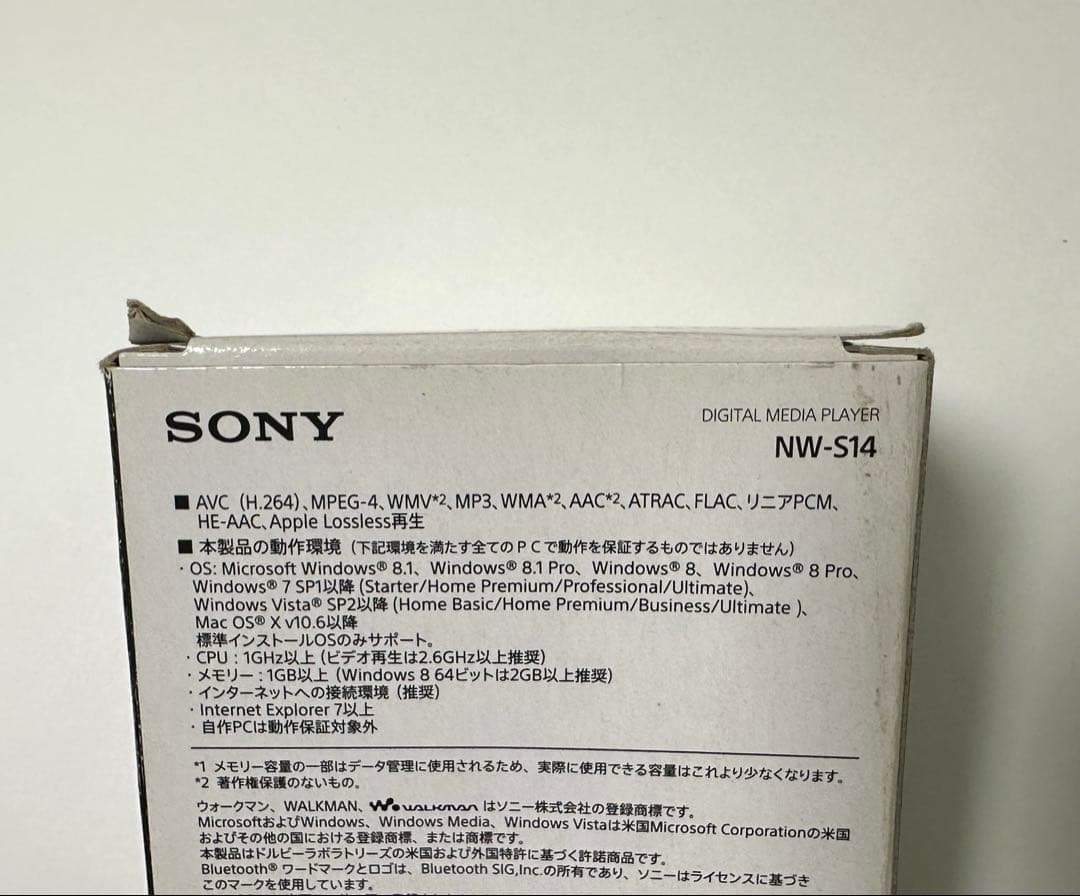 SONY
DIGITAL MEDIA PLAYER
NW-S14
■ AVC (H.264)、MPEG-4、WMV*2、MP3、WMA*2、AAC*2、ATRAC、FLAC、リニアPCM、
HE-AAC、Apple Lossless再生
■ 本製品の動作環境（下記環境を満たす全てのＰＣで動作を保証するものではありません）
・OS: Microsoft Windows® 8.1、Windows® 8.1 Pro、Windows® 8、Windows® 8 Pro、
Windows® 7 SP1以降 (Starter/Home Premium/Professional/Ultimate)、
Windows Vista® SP2以降 (Home Basic/Home Premium/Business/Ultimate )、
Mac OS® X v10.6以降
標準インストールOSのみサポート。
・CPU：1GHz以上 (ビデオ再生は2.6GHz以上推奨)
・メモリー：1GB以上 (Windows 8 64ビットは2GB以上推奨)
・インターネットへの接続環境（推奨）
・Internet Explorer 7以上
・自作PCは動作保証対象外
*1 メモリー容量の一部はデータ管理に使用されるため、実際に使用できる容量はこれより少なくなります。
*2 著作権保護のないもの。
ウォークマン、WALKMAN、WALKMAN はソニー株式会社の登録商標です。
MicrosoftおよびWindows、Windows Media、Windows Vistaは米国Microsoft Corporationの米国
およびその他の国における登録商標、または商標です。
本製品はドルビーラボラトリーズの米国および外国特許に基づく許諾商品です。
Bluetooth® ワードマークとロゴは、Bluetooth SIG,Inc.の所有であり、ソニーはライセンスに基づき
このマークを使用しています。